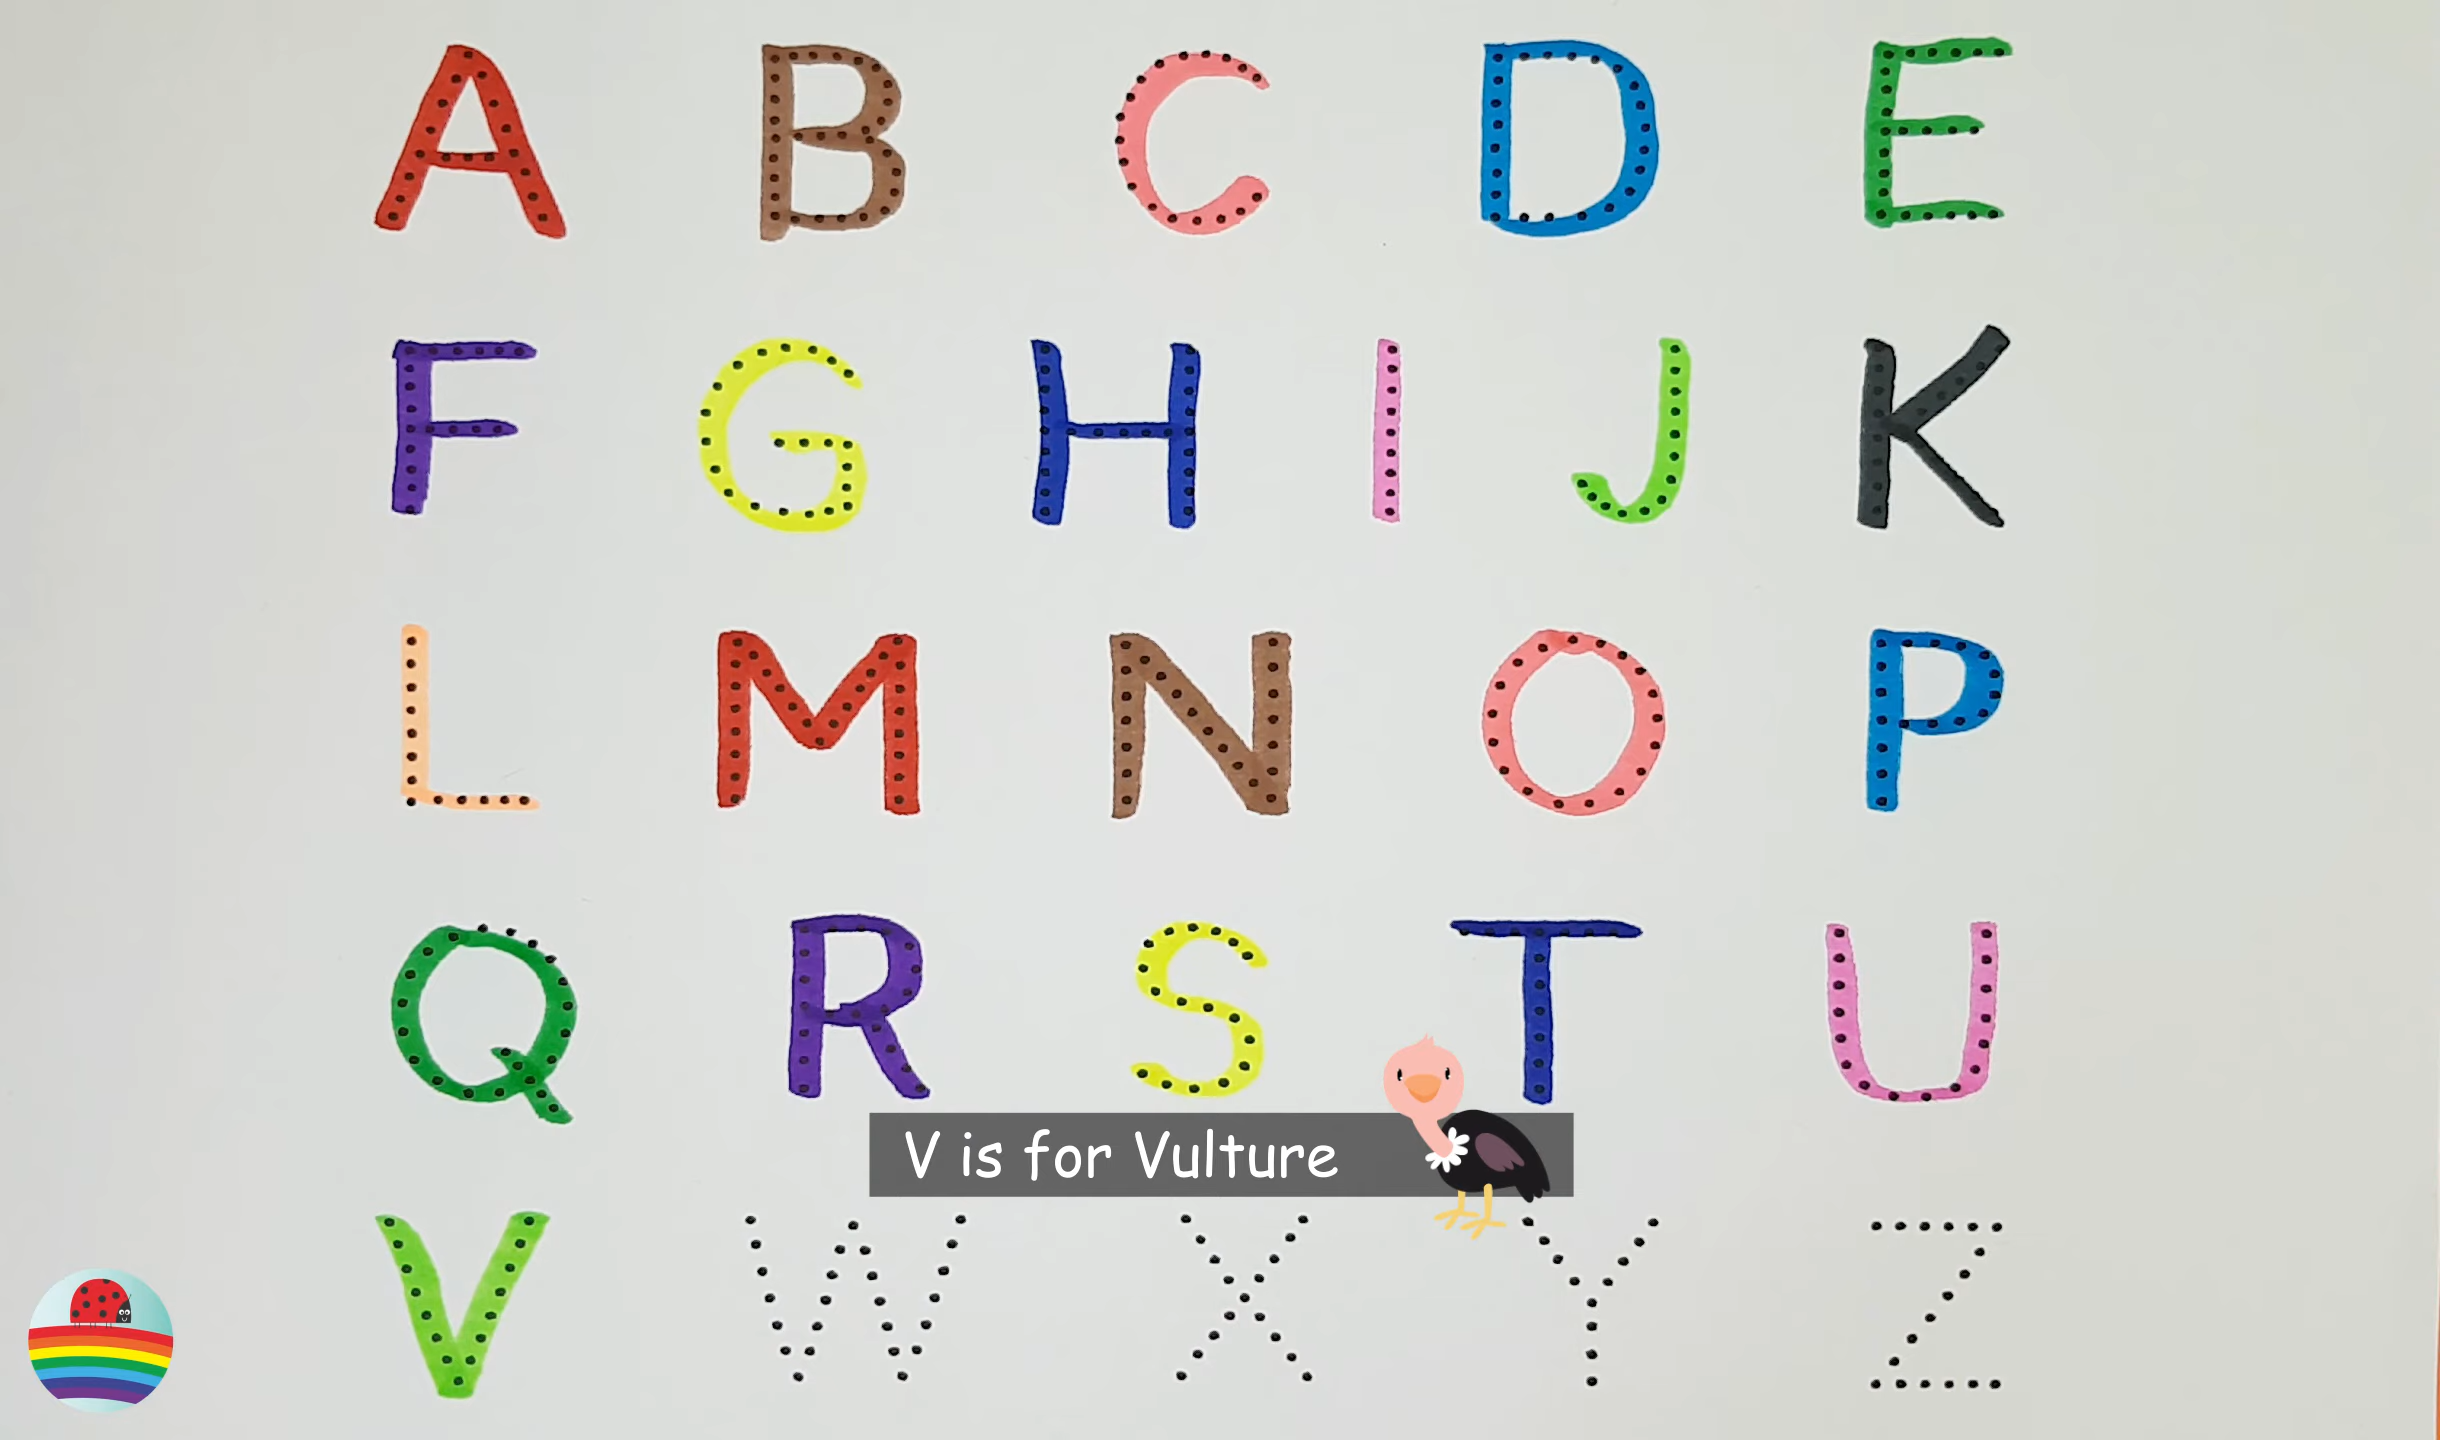 A B C D E
F G H I J K
L M N O P
Q R S T U
V is for Vulture
V W X Y Z